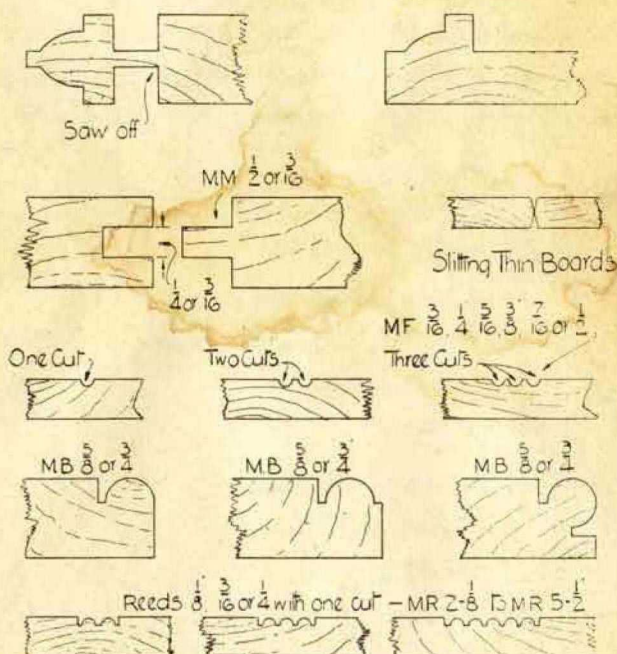 Saw off
MM 1/2 or 3/16
1/4 or 3/16
Slitting Thin Boards
MF 3/16, 1/4, 5/16, 3/8, 7/16 or 1/2
One Cut
Two Cuts
Three Cuts
MB 5/8 or 3/4
MB 5/8 or 3/4
MB 5/8 or 3/4
Reeds 1/8, 3/16 or 1/4 with one cut – MR 2-1/8 TO MR 5-1/2